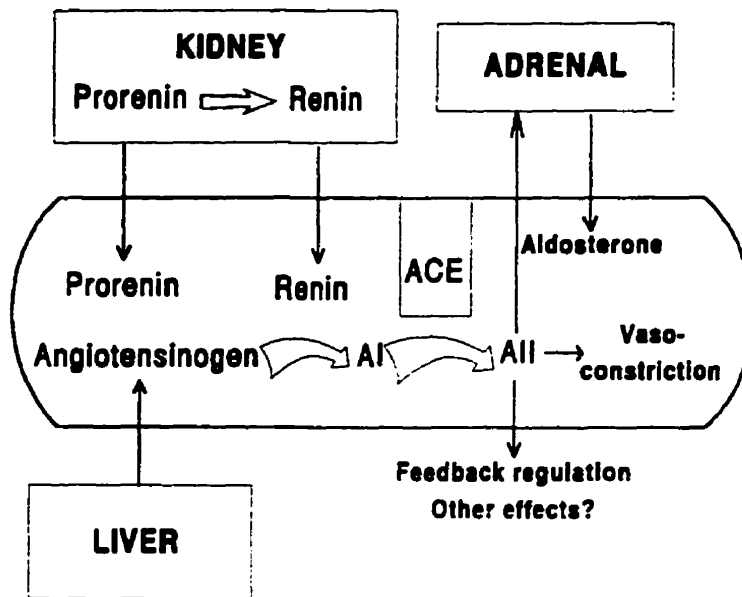 KIDNEY
Prorenin Renin
ADRENAL
Aldosterone
Prorenin
Renin
ACE
Angiotensinogen
AI
AII
Vaso-
constriction
Feedback regulation
Other effects?
LIVER